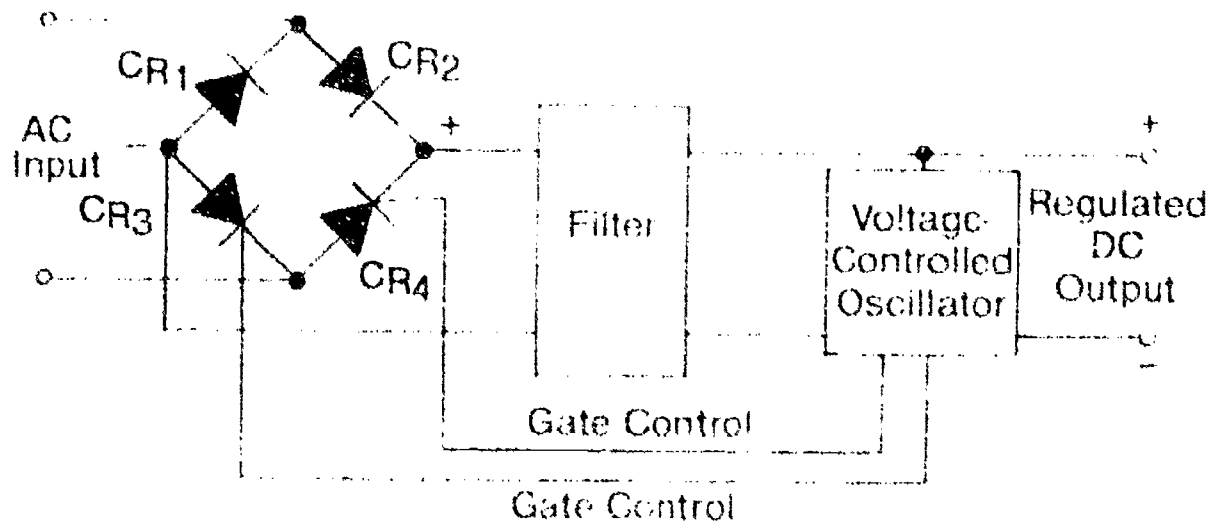 CR1
CR2
AC
Input
CR3
CR4
+
Filter
+
Voltage-
Controlled
Oscillator
Regulated
DC
Output
−
Gate Control
Gate Control